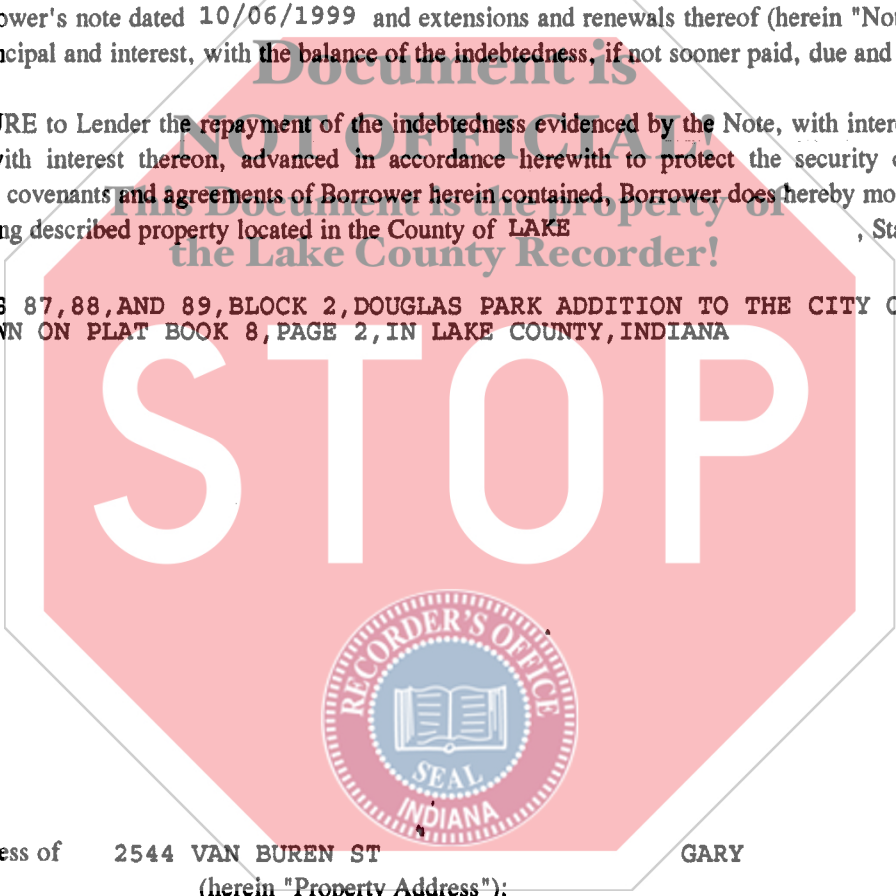 ower's note dated 10/06/1999 and extensions and renewals thereof (herein "No
cipal and interest, with the balance of the indebtedness, if not sooner paid, due and
Document is
URE to Lender the repayment of the indebtedness evidenced by the Note, with inter
NOT OFFICIAL!
with interest thereon, advanced in accordance herewith to protect the security
covenants and agreements of Borrower herein contained, Borrower does hereby mo
This Document is the property of
ng described property located in the County of LAKE , Sta
the Lake County Recorder!
S 87,88,AND 89,BLOCK 2,DOUGLAS PARK ADDITION TO THE CITY O
WN ON PLAT BOOK 8,PAGE 2,IN LAKE COUNTY,INDIANA
STOP
RECORDER'S OFFICE
SEAL
INDIANA
ess of 2544 VAN BUREN ST GARY
(herein "Property Address");